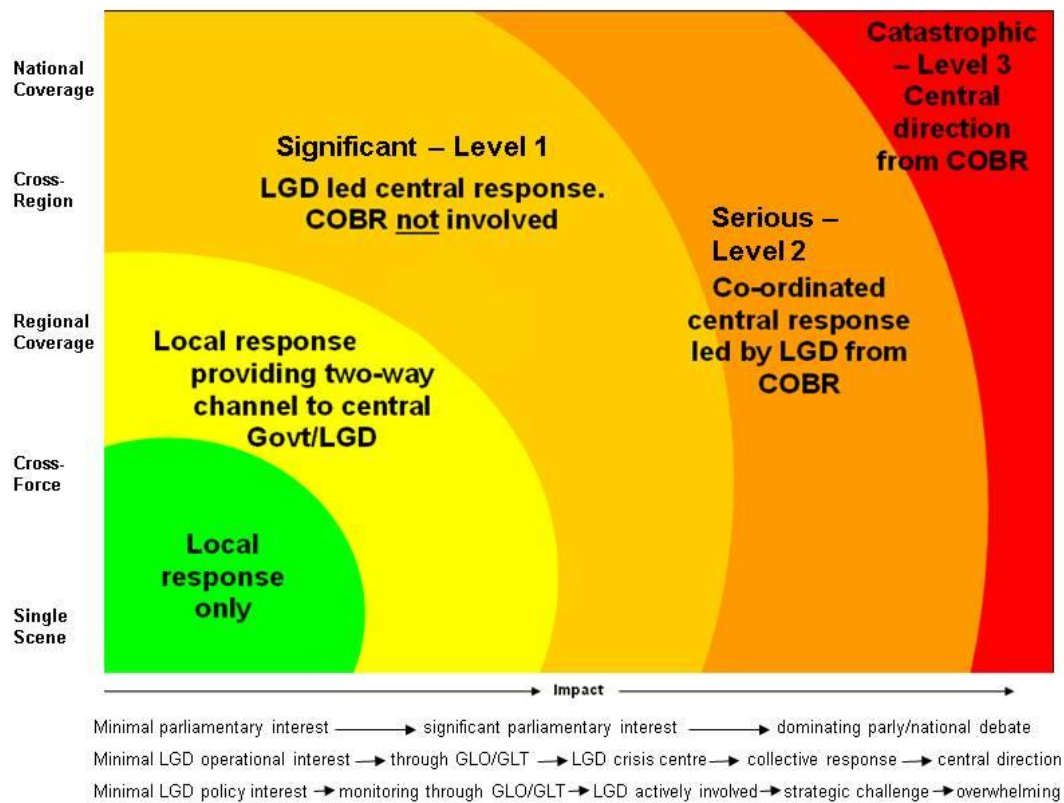 National
Coverage
Cross-
Region
Regional
Coverage
Cross-
Force
Single
Scene
Catastrophic
– Level 3
Central
direction
from COBR
Significant – Level 1
LGD led central response.
COBR not involved
Serious –
Level 2
Co-ordinated
central response
led by LGD from
COBR
Local response
providing two-way
channel to central
Govt/LGD
Local
response
only
Impact
Minimal parliamentary interest → significant parliamentary interest → dominating parly/national debate
Minimal LGD operational interest → through GLO/GLT → LGD crisis centre → collective response → central direction
Minimal LGD policy interest → monitoring through GLO/GLT → LGD actively involved → strategic challenge → overwhelming